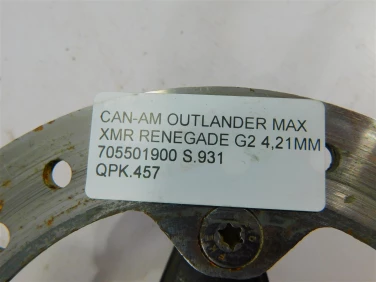 CAN-AM OUTLANDER MAX
XMR RENEGADE G2 4,21MM
705501900 S.931
QPK.457